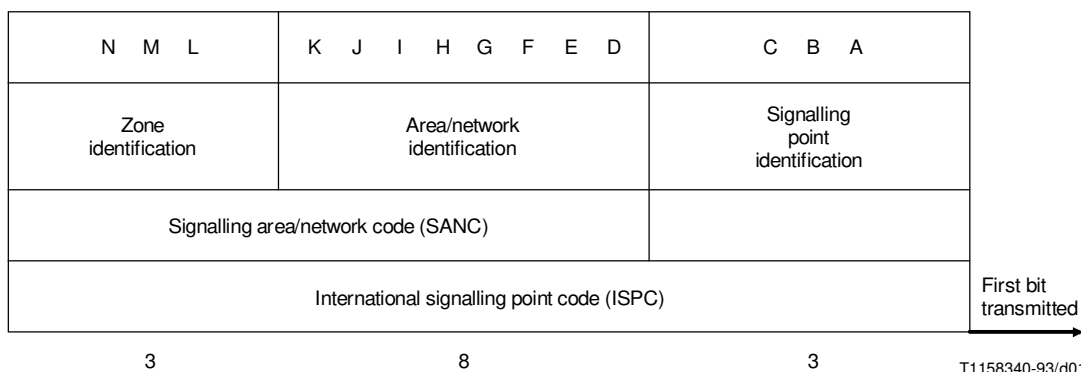 N M L K J I H G F E D C B A
Zone
identification
Area/network
identification
Signalling
point
identification
Signalling area/network code (SANC)
International signalling point code (ISPC)
First bit
transmitted
3 8 3
T1158340-93/d01